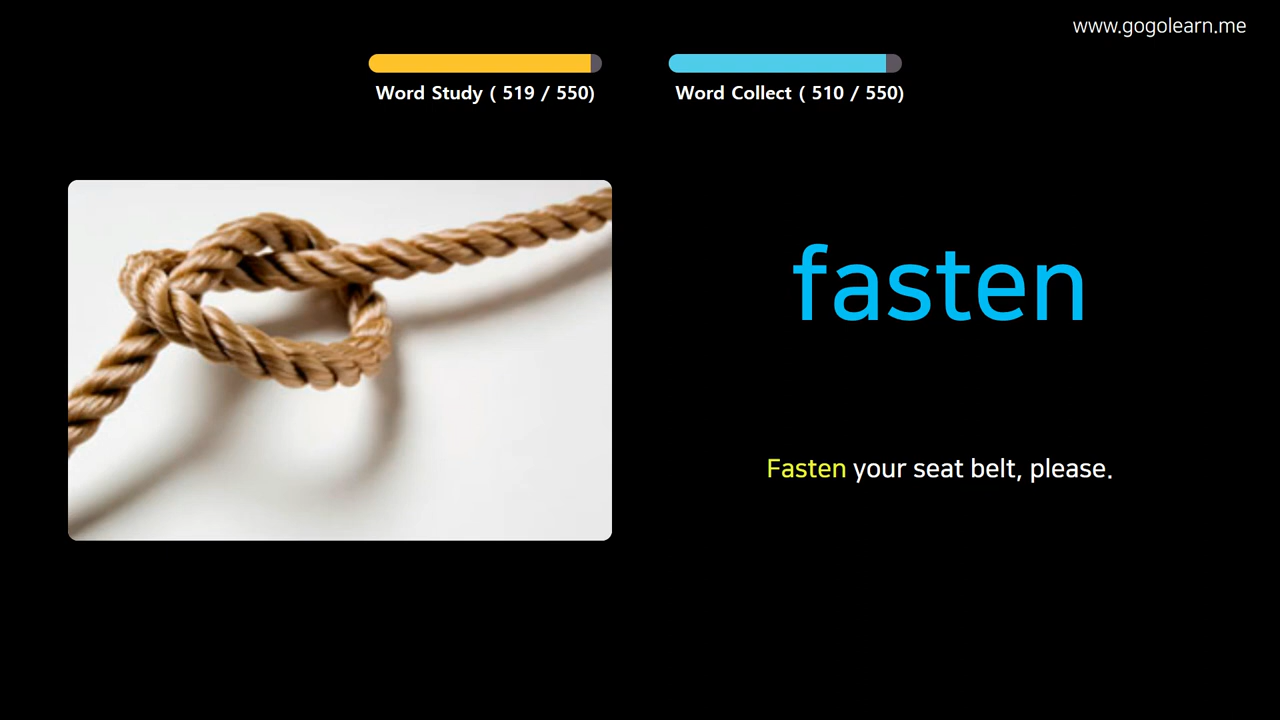 www.gogolearn.me
Word Study ( 519 / 550)
Word Collect ( 510 / 550)
fasten
Fasten your seat belt, please.